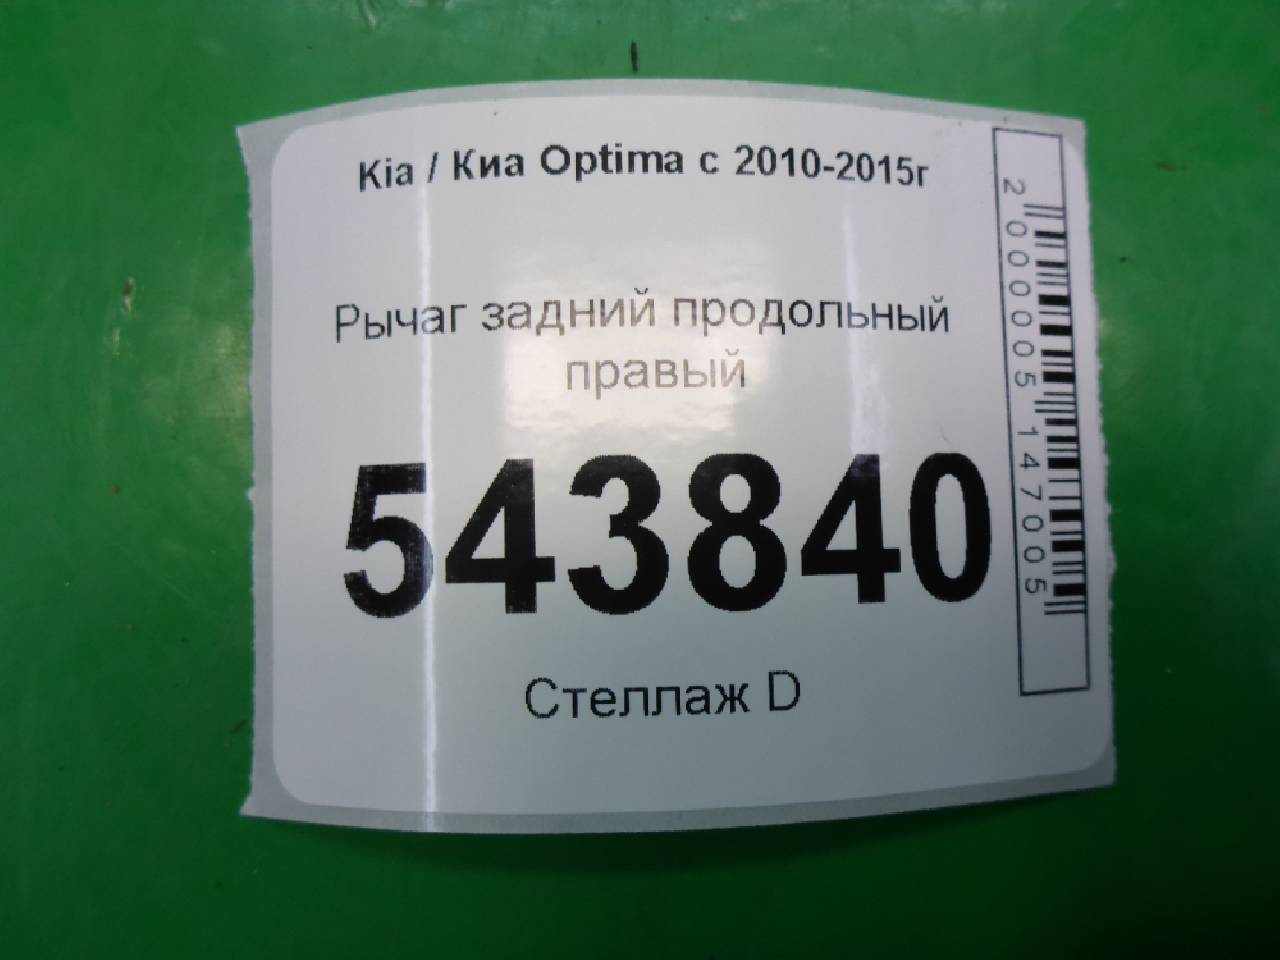 Kia / Киа Optima с 2010-2015г
Рычаг задний продольный
правый
543840
Стеллаж D
2000005147005